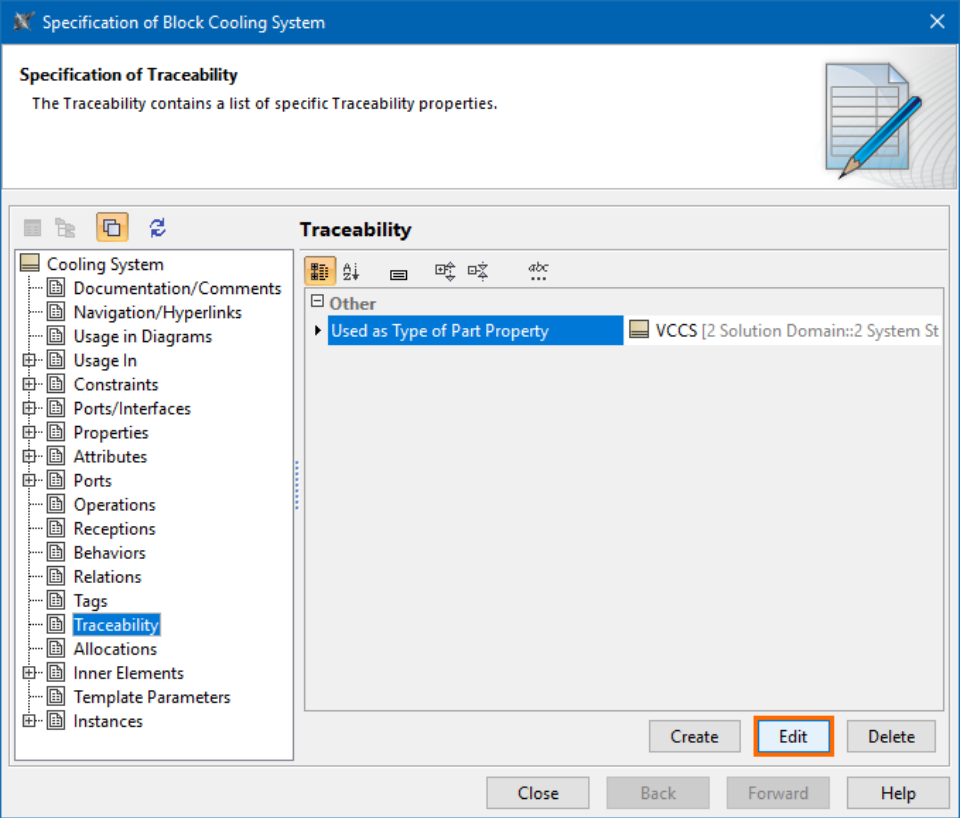 Specification of Block Cooling System
Specification of Traceability
The Traceability contains a list of specific Traceability properties.
Traceability
Cooling System
Documentation/Comments
Navigation/Hyperlinks
Usage in Diagrams
Usage In
Constraints
Ports/Interfaces
Properties
Attributes
Ports
Operations
Receptions
Behaviors
Relations
Tags
Traceability
Allocations
Inner Elements
Template Parameters
Instances
A
Z
abc
...
Other
Used as Type of Part Property VCCS [2 Solution Domain::2 System St
Create Edit Delete
Close Back Forward Help